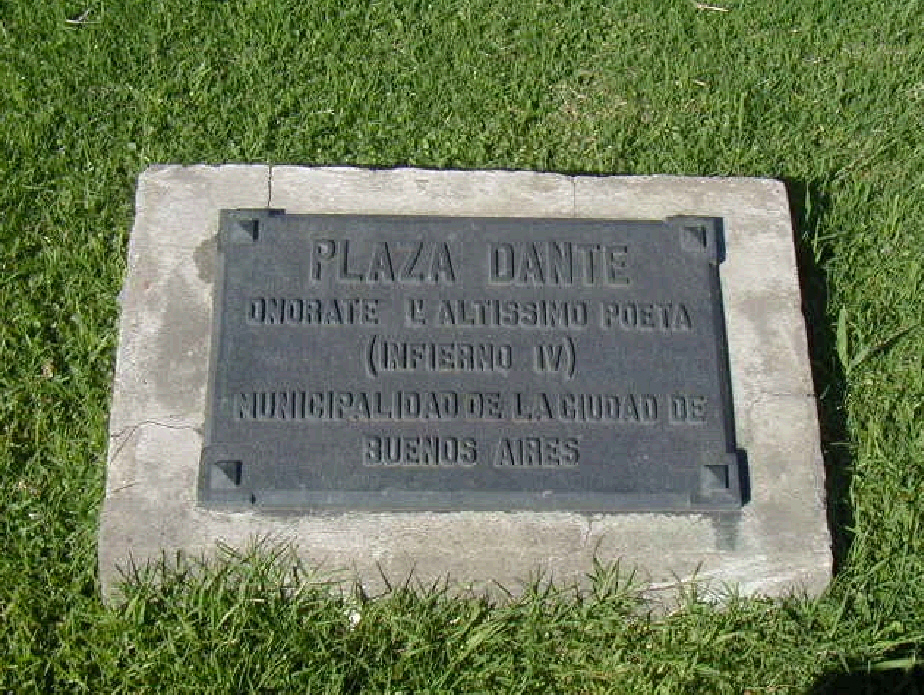 PLAZA DANTE
ONORATE L'ALTISSIMO POETA
(INFIERNO IV)
MUNICIPALIDAD DE LA CIUDAD DE
BUENOS AIRES